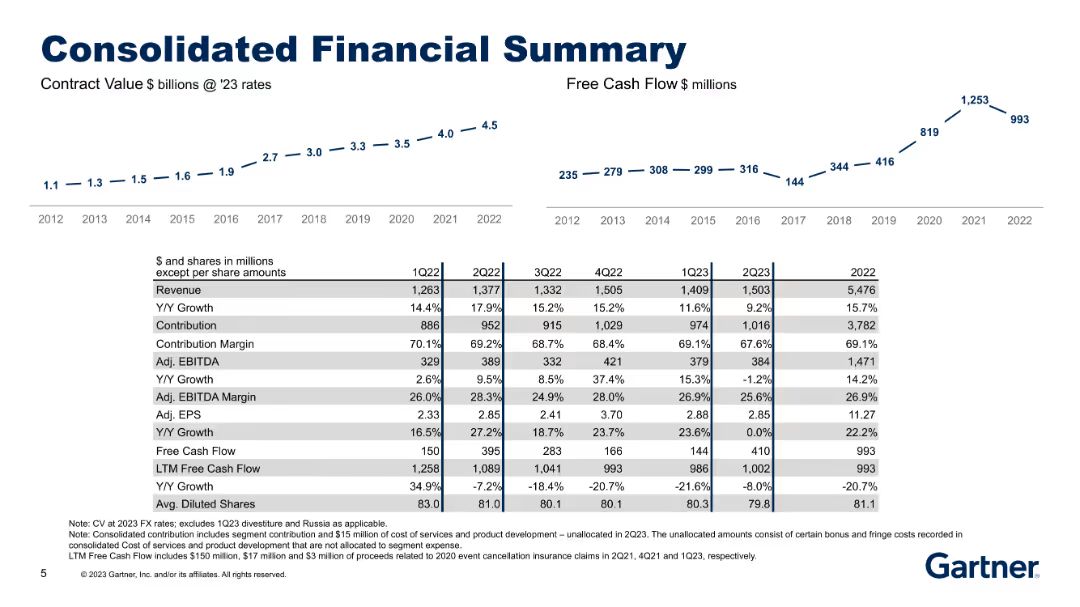 Consolidated Financial Summary
Contract Value $ billions @ '23 rates
1.1 1.3 1.5 1.6 1.9 2.7 3.0 3.3 3.5 4.0 4.5
2012 2013 2014 2015 2016 2017 2018 2019 2020 2021 2022
Free Cash Flow $ millions
235 279 308 299 316 144 344 416 819 1,253 993
2012 2013 2014 2015 2016 2017 2018 2019 2020 2021 2022
$ and shares in millions
except per share amounts 1Q22 2Q22 3Q22 4Q22 1Q23 2Q23 2022
Revenue 1,263 1,377 1,332 1,505 1,409 1,503 5,476
Y/Y Growth 14.4% 17.9% 15.2% 15.2% 11.6% 9.2% 15.7%
Contribution 886 952 915 1,029 974 1,016 3,782
Contribution Margin 70.1% 69.2% 68.7% 68.4% 69.1% 67.6% 69.1%
Adj. EBITDA 329 389 332 421 379 384 1,471
Y/Y Growth 2.6% 9.5% 8.5% 37.4% 15.3% -1.2% 14.2%
Adj. EBITDA Margin 26.0% 28.3% 24.9% 28.0% 26.9% 25.6% 26.9%
Adj. EPS 2.33 2.85 2.41 3.70 2.88 2.85 11.27
Y/Y Growth 16.5% 27.2% 18.7% 23.7% 23.6% 0.0% 22.2%
Free Cash Flow 150 395 283 166 144 410 993
LTM Free Cash Flow 1,258 1,089 1,041 993 986 1,002 993
Y/Y Growth 34.9% -7.2% -18.4% -20.7% -21.6% -8.0% -20.7%
Avg. Diluted Shares 83.0 81.0 80.1 80.1 80.3 79.8 81.1
Note: CV at 2023 FX rates; excludes 1Q23 divestiture and Russia as applicable.
Note: Consolidated contribution includes segment contribution and $15 million of cost of services and product development – unallocated in 2Q23. The unallocated amounts consist of certain bonus and fringe costs recorded in
consolidated Cost of services and product development that are not allocated to segment expense.
LTM Free Cash Flow includes $150 million, $17 million and $3 million of proceeds related to 2020 event cancellation insurance claims in 2Q21, 4Q21 and 1Q23, respectively.
5 © 2023 Gartner, Inc. and/or its affiliates. All rights reserved.
Gartner